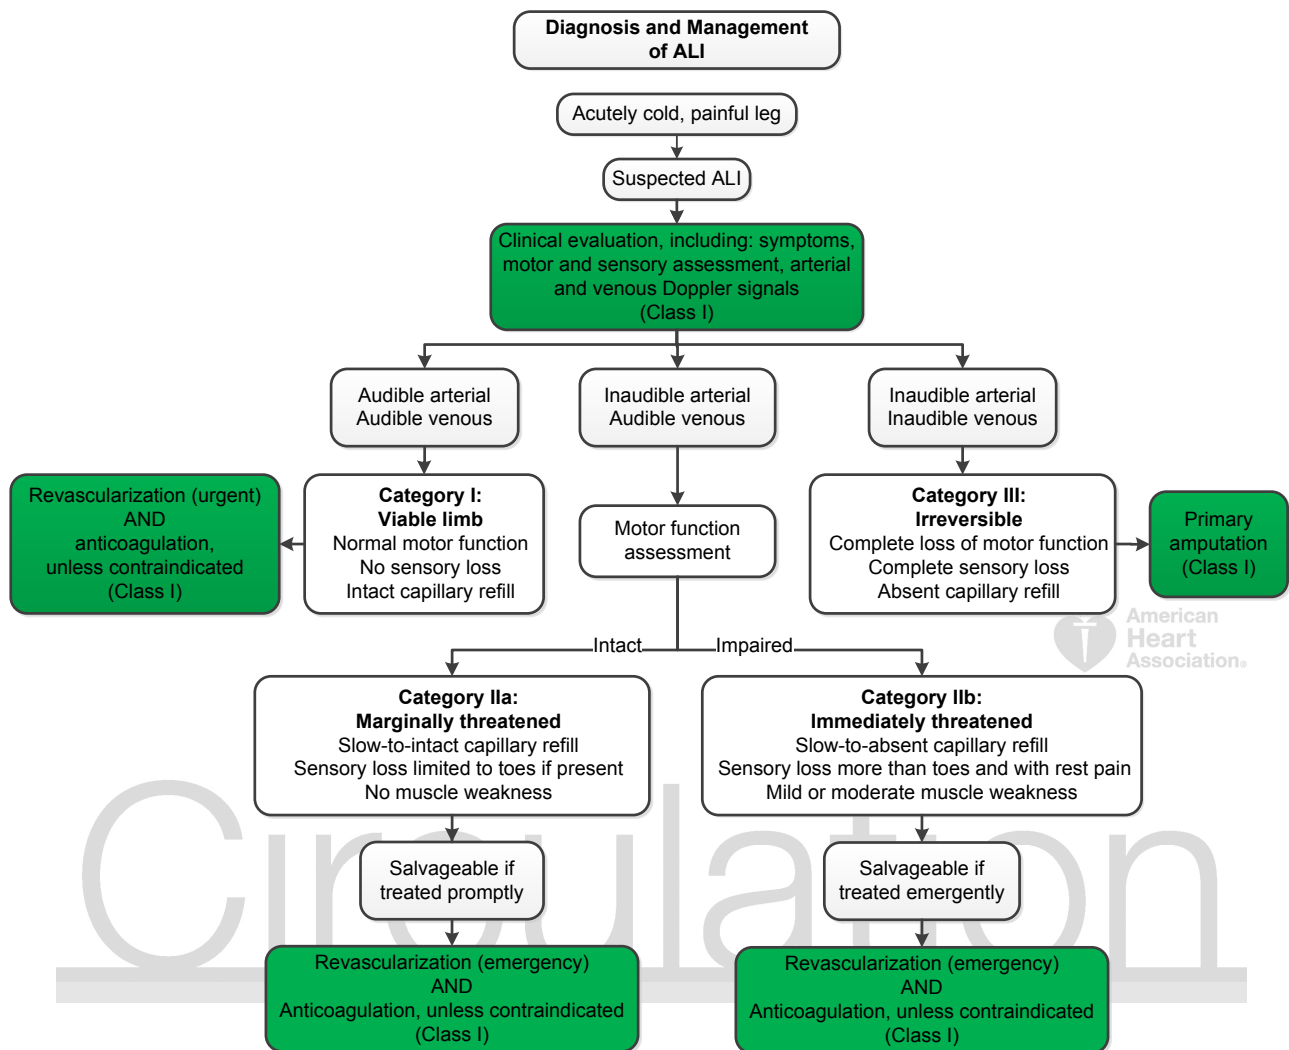 Diagnosis and Management
of ALI
Acutely cold, painful leg
Suspected ALI
Clinical evaluation, including: symptoms,
motor and sensory assessment, arterial
and venous Doppler signals
(Class I)
Audible arterial
Audible venous
Inaudible arterial
Audible venous
Inaudible arterial
Inaudible venous
Revascularization (urgent)
AND
anticoagulation,
unless contraindicated
(Class I)
Category I:
Viable limb
Normal motor function
No sensory loss
Intact capillary refill
Motor function
assessment
Category III:
Irreversible
Complete loss of motor function
Complete sensory loss
Absent capillary refill
Primary
amputation
(Class I)
American
Heart
Association®
Intact
Impaired
Category IIa:
Marginally threatened
Slow-to-intact capillary refill
Sensory loss limited to toes if present
No muscle weakness
Category IIb:
Immediately threatened
Slow-to-absent capillary refill
Sensory loss more than toes and with rest pain
Mild or moderate muscle weakness
Circulation
Salvageable if
treated promptly
Salvageable if
treated emergently
Revascularization (emergency)
AND
Anticoagulation, unless contraindicated
(Class I)
Revascularization (emergency)
AND
Anticoagulation, unless contraindicated
(Class I)